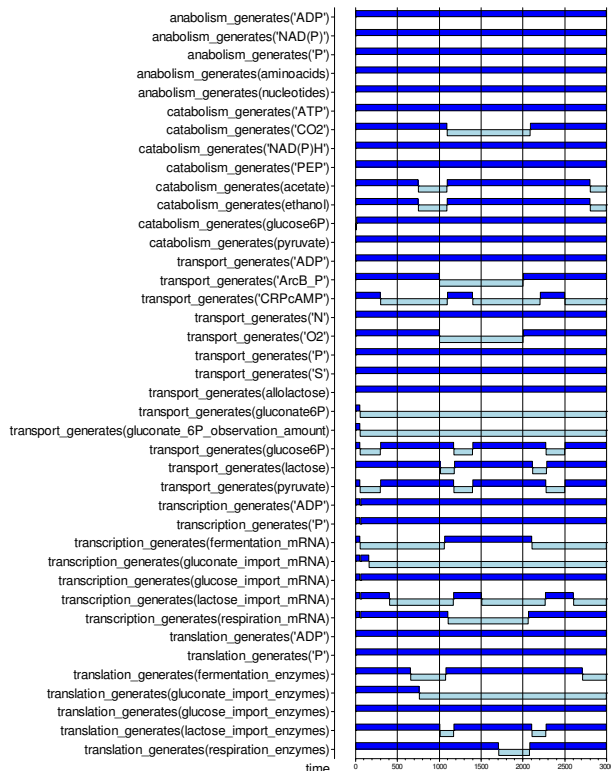 anabolism_generates('ADP')
anabolism_generates('NAD(P)')
anabolism_generates('P')
anabolism_generates(aminoacids)
anabolism_generates(nucleotides)
catabolism_generates('ATP')
catabolism_generates('CO2')
catabolism_generates('NAD(P)H')
catabolism_generates('PEP')
catabolism_generates(acetate)
catabolism_generates(ethanol)
catabolism_generates(glucose6P)
catabolism_generates(pyruvate)
transport_generates('ADP')
transport_generates('ArcB_P')
transport_generates('CRPcAMP')
transport_generates('N')
transport_generates('O2')
transport_generates('P')
transport_generates('S')
transport_generates(allolactose)
transport_generates(gluconate6P)
transport_generates(gluconate_6P_observation_amount)
transport_generates(glucose6P)
transport_generates(lactose)
transport_generates(pyruvate)
transcription_generates('ADP')
transcription_generates('P')
transcription_generates(fermentation_mRNA)
transcription_generates(gluconate_import_mRNA)
transcription_generates(glucose_import_mRNA)
transcription_generates(lactose_import_mRNA)
transcription_generates(respiration_mRNA)
translation_generates('ADP')
translation_generates('P')
translation_generates(fermentation_enzymes)
translation_generates(gluconate_import_enzymes)
translation_generates(glucose_import_enzymes)
translation_generates(lactose_import_enzymes)
translation_generates(respiration_enzymes)
time 0 500 1000 1500 2000 2500 3000